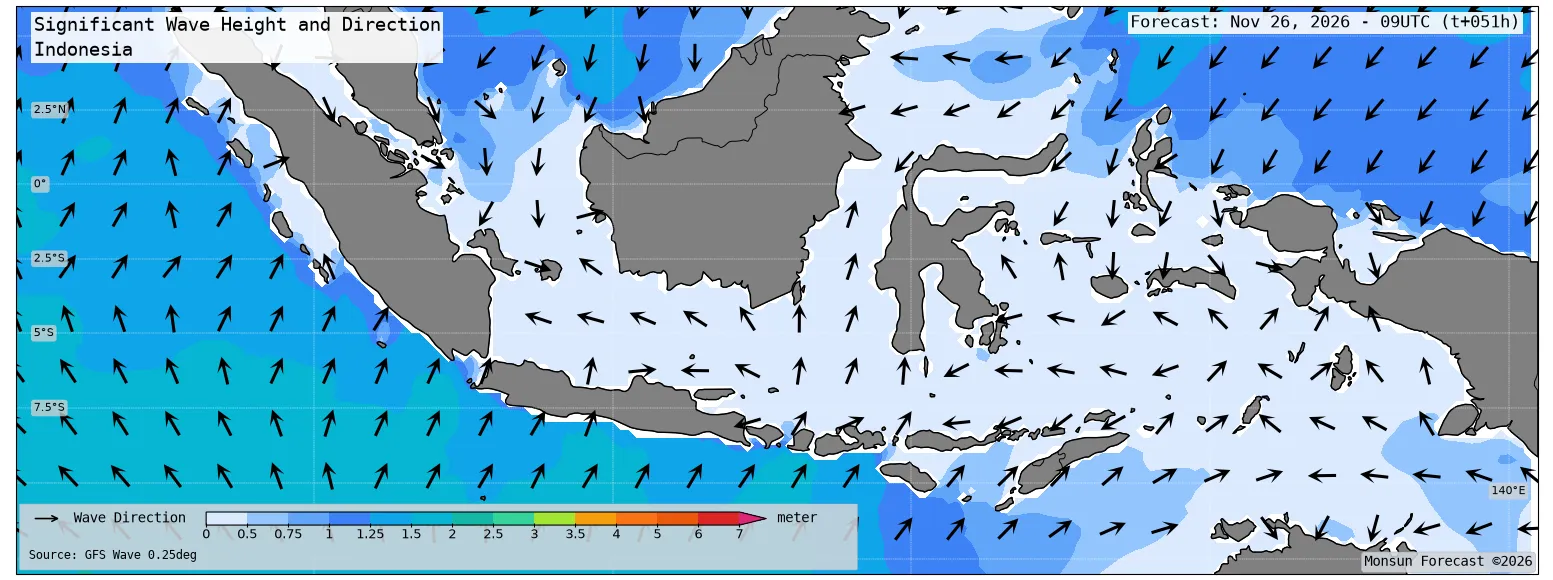 Significant Wave Height and Direction
Indonesia
Forecast: Nov 26, 2026 - 09UTC (t+051h)
2.5°N
0°
2.5°S
5°S
7.5°S
140°E
Wave Direction
0 0.5 0.75 1 1.25 1.5 2 2.5 3 3.5 4 5 6 7
meter
Source: GFS Wave 0.25deg
Monsun Forecast ©2026